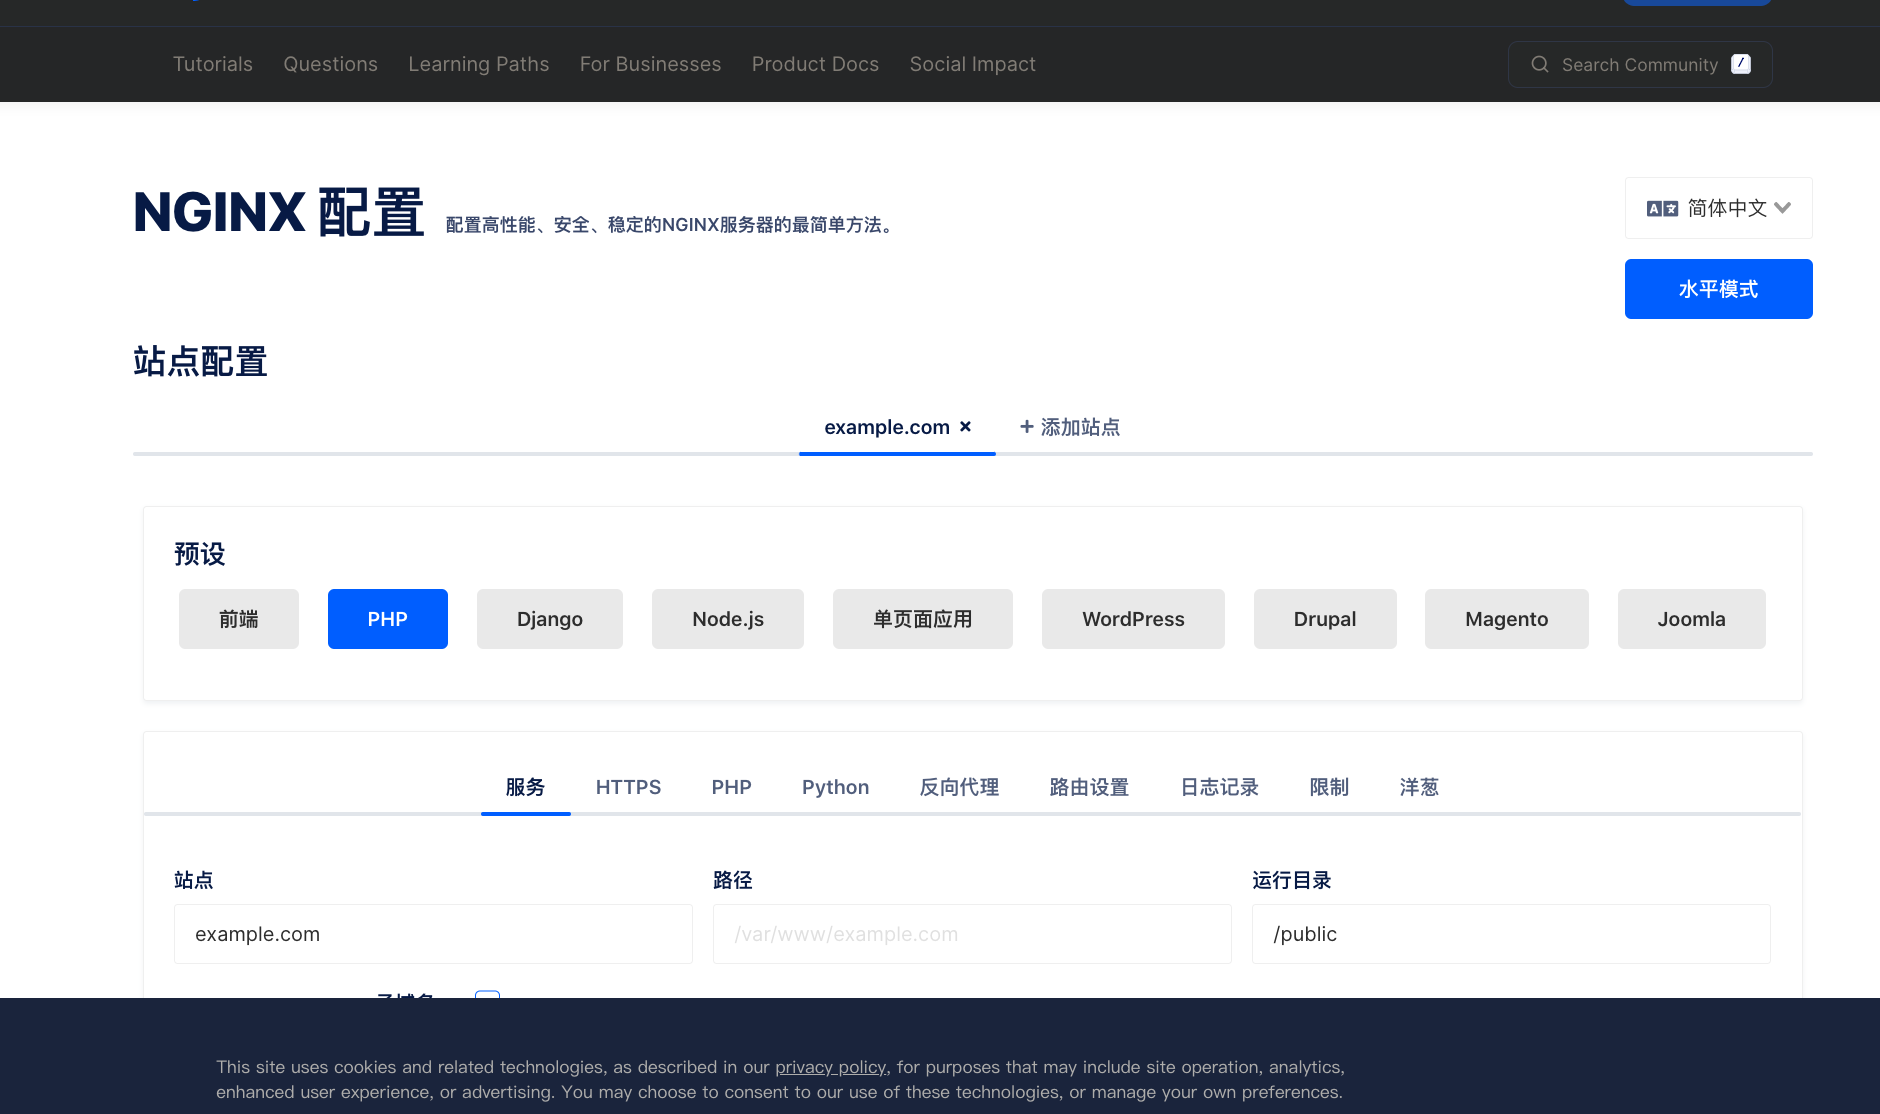 Tutorials Questions Learning Paths For Businesses Product Docs Social Impact Search Community /
NGINX 配置 配置高性能、安全、稳定的NGINX服务器的最简单方法。
简体中文
水平模式
站点配置
example.com × + 添加站点
预设
前端 PHP Django Node.js 单页面应用 WordPress Drupal Magento Joomla
服务 HTTPS PHP Python 反向代理 路由设置 日志记录 限制 洋葱
站点 路径 运行目录
example.com /var/www/example.com /public
子域名
This site uses cookies and related technologies, as described in our privacy policy, for purposes that may include site operation, analytics,
enhanced user experience, or advertising. You may choose to consent to our use of these technologies, or manage your own preferences.